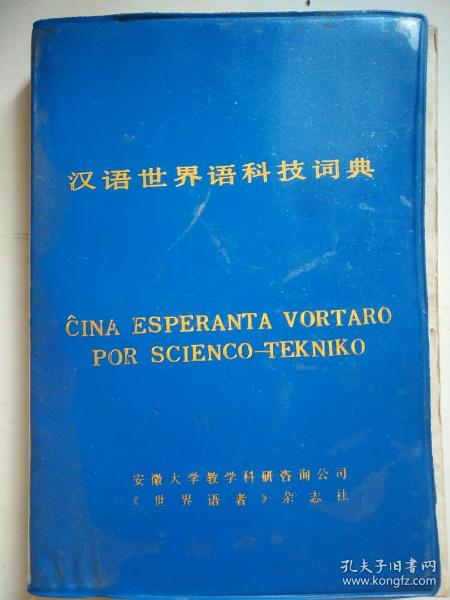 汉语世界语科技词典
ĈINA ESPERANTA VORTARO
POR SCIENCO-TEKNIKO
安徽大学教学科研咨询公司
《世界语者》杂志社
孔夫子旧书网
www.kongfz.com